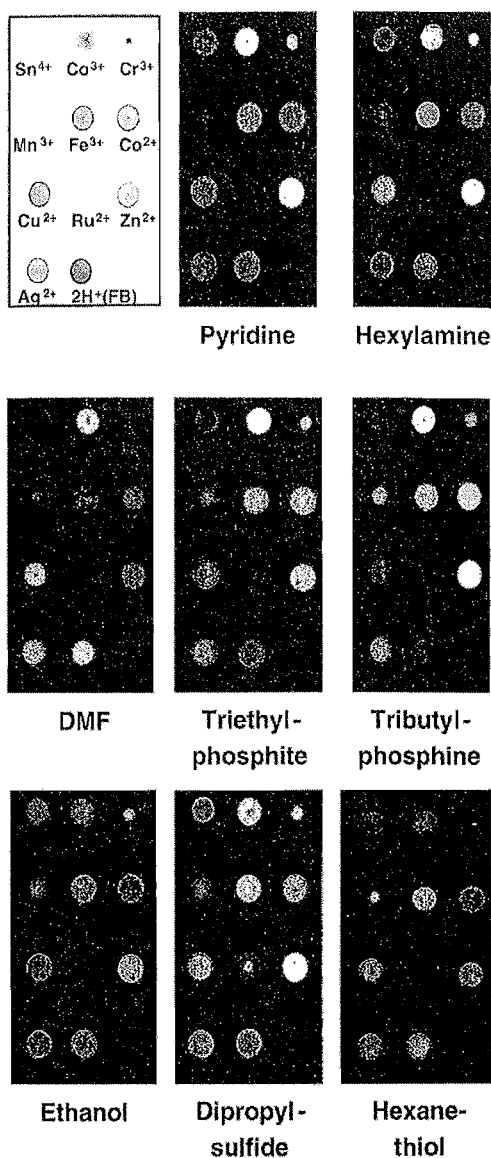 Sn4+ Co3+ Cr3+
Mn3+ Fe3+ Co2+
Cu2+ Ru2+ Zn2+
Ag2+ 2H+(FB)
Pyridine
Hexylamine
DMF
Triethyl-
phosphite
Tributyl-
phosphine
Ethanol
Dipropyl-
sulfide
Hexane-
thiol